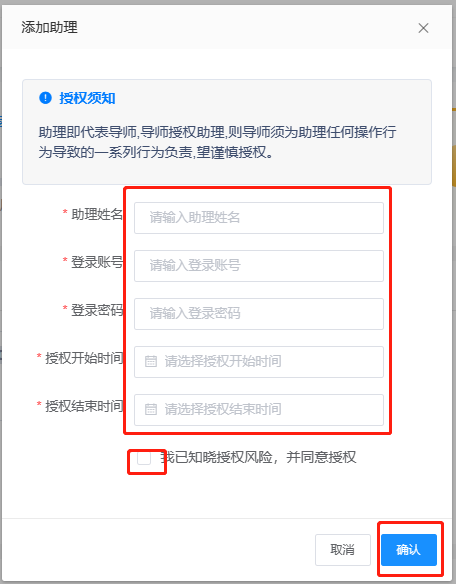 添加助理
授权须知
助理即代表导师,导师授权助理,则导师须为助理任何操作行
为导致的一系列行为负责,望谨慎授权。
* 助理姓名 请输入助理姓名
* 登录账号 请输入登录账号
* 登录密码 请输入登录密码
* 授权开始时间 请选择授权开始时间
* 授权结束时间 请选择授权结束时间
我已知晓授权风险，并同意授权
取消 确认